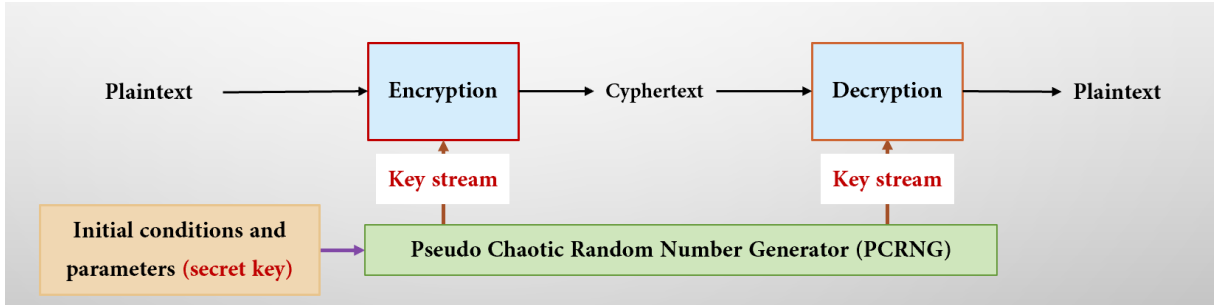 Plaintext
Encryption
Cyphertext
Decryption
Plaintext
Key stream
Key stream
Initial conditions and
parameters (secret key)
Pseudo Chaotic Random Number Generator (PCRNG)